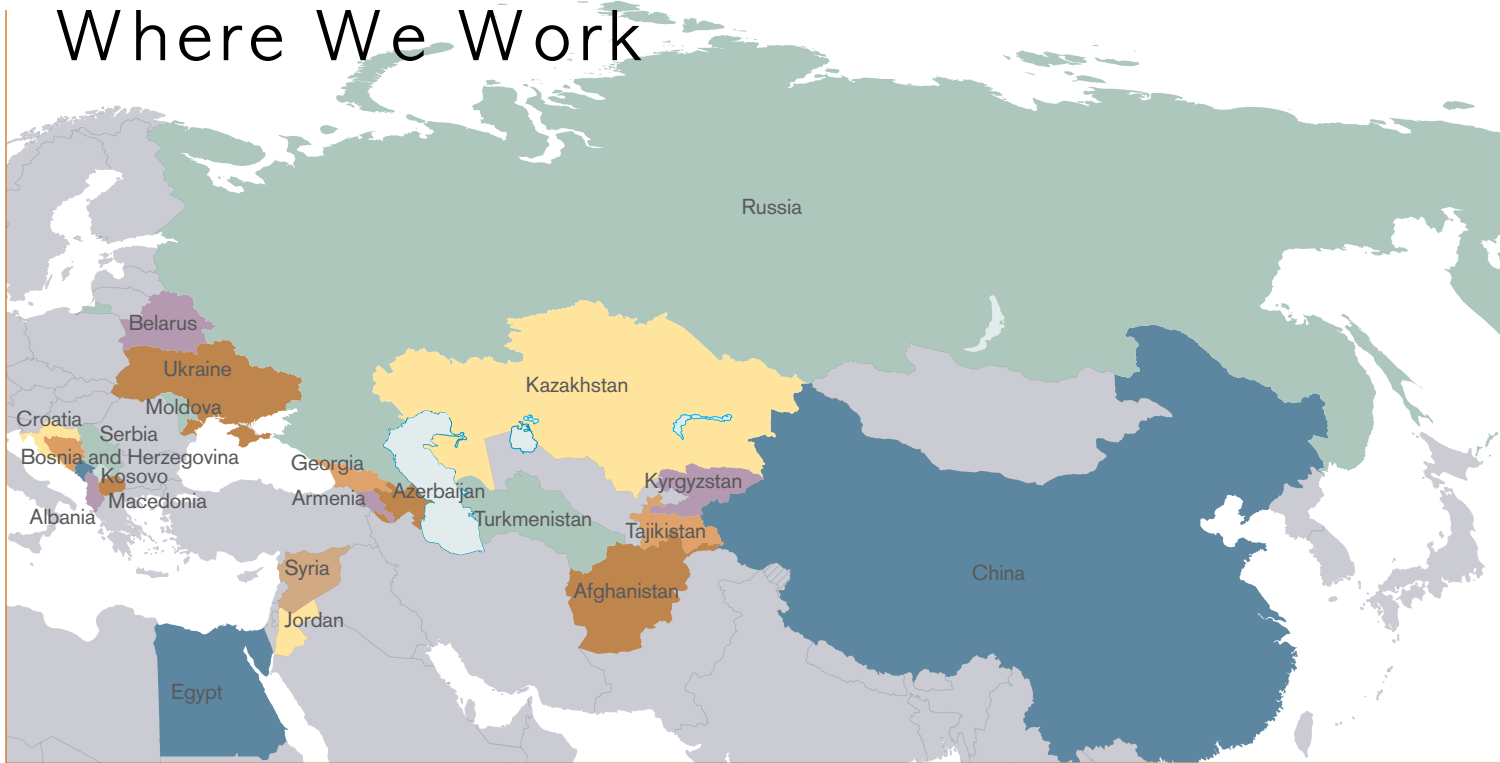 Where We Work
Russia
Belarus
Ukraine
Kazakhstan
Moldova
Croatia
Serbia
Bosnia and Herzegovina
Georgia
Kosovo
Kyrgyzstan
Azerbaijan
Armenia
Macedonia
Albania
Turkmenistan
Tajikistan
Syria
China
Afghanistan
Jordan
Egypt